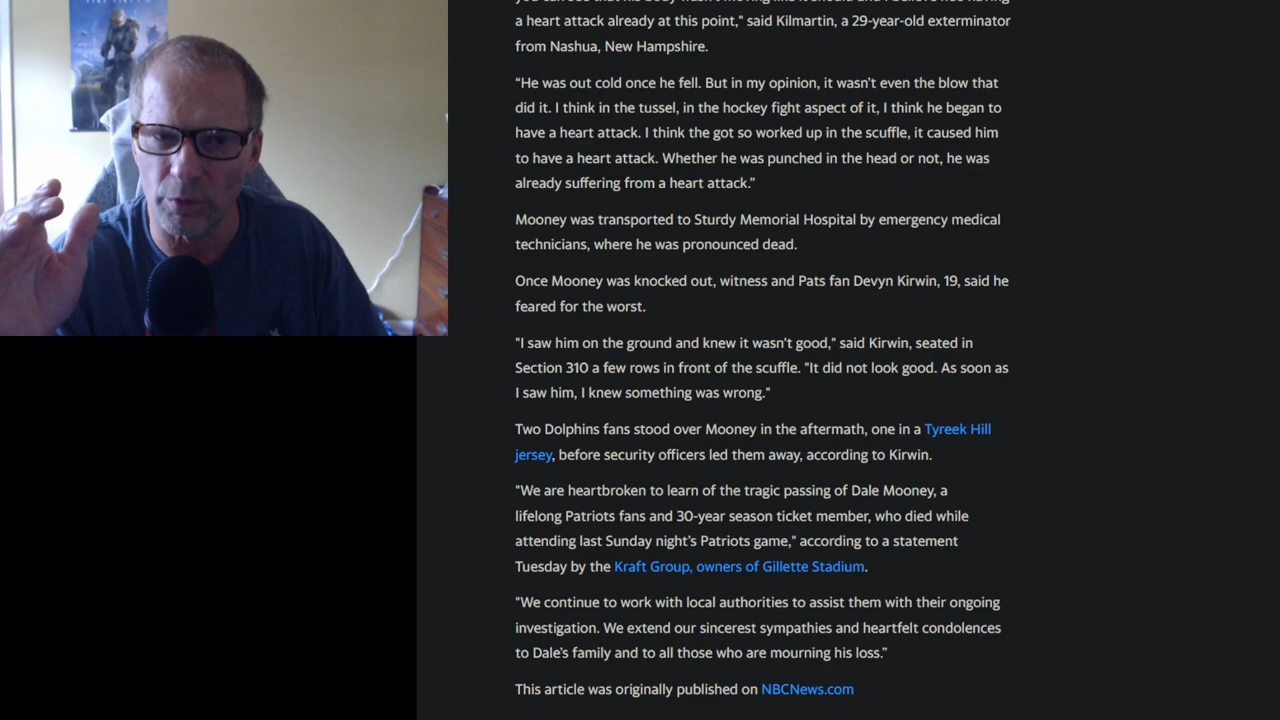 INFINITE
a heart attack already at this point," said Kilmartin, a 29-year-old exterminator
from Nashua, New Hampshire.
“He was out cold once he fell. But in my opinion, it wasn’t even the blow that
did it. I think in the tussel, in the hockey fight aspect of it, I think he began to
have a heart attack. I think the got so worked up in the scuffle, it caused him
to have a heart attack. Whether he was punched in the head or not, he was
already suffering from a heart attack.”
Mooney was transported to Sturdy Memorial Hospital by emergency medical
technicians, where he was pronounced dead.
Once Mooney was knocked out, witness and Pats fan Devyn Kirwin, 19, said he
feared for the worst.
"I saw him on the ground and knew it wasn't good," said Kirwin, seated in
Section 310 a few rows in front of the scuffle. "It did not look good. As soon as
I saw him, I knew something was wrong."
Two Dolphins fans stood over Mooney in the aftermath, one in a Tyreek Hill
jersey, before security officers led them away, according to Kirwin.
"We are heartbroken to learn of the tragic passing of Dale Mooney, a
lifelong Patriots fans and 30-year season ticket member, who died while
attending last Sunday night’s Patriots game," according to a statement
Tuesday by the Kraft Group, owners of Gillette Stadium.
"We continue to work with local authorities to assist them with their ongoing
investigation. We extend our sincerest sympathies and heartfelt condolences
to Dale’s family and to all those who are mourning his loss.”
This article was originally published on NBCNews.com